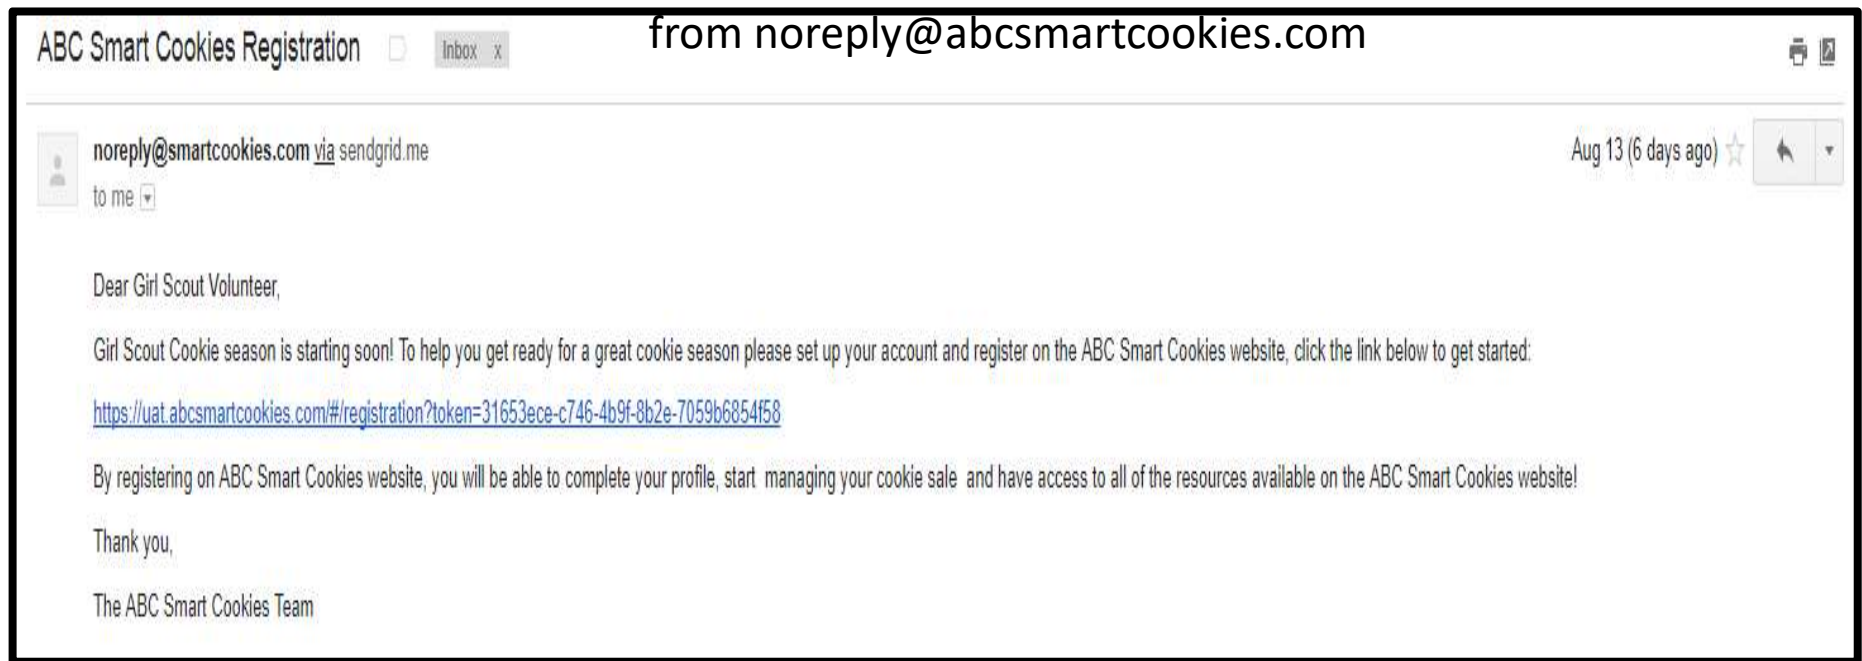 from noreply@abcsmartcookies.com
ABC Smart Cookies Registration Inbox x
noreply@smartcookies.com via sendgrid.me Aug 13 (6 days ago)
to me
Dear Girl Scout Volunteer,
Girl Scout Cookie season is starting soon! To help you get ready for a great cookie season please set up your account and register on the ABC Smart Cookies website, click the link below to get started:
https://uat.abcsmartcookies.com/#/registration?token=31653ece-c746-4b9f-8b2e-7059b6854f58
By registering on ABC Smart Cookies website, you will be able to complete your profile, start managing your cookie sale and have access to all of the resources available on the ABC Smart Cookies website!
Thank you,
The ABC Smart Cookies Team